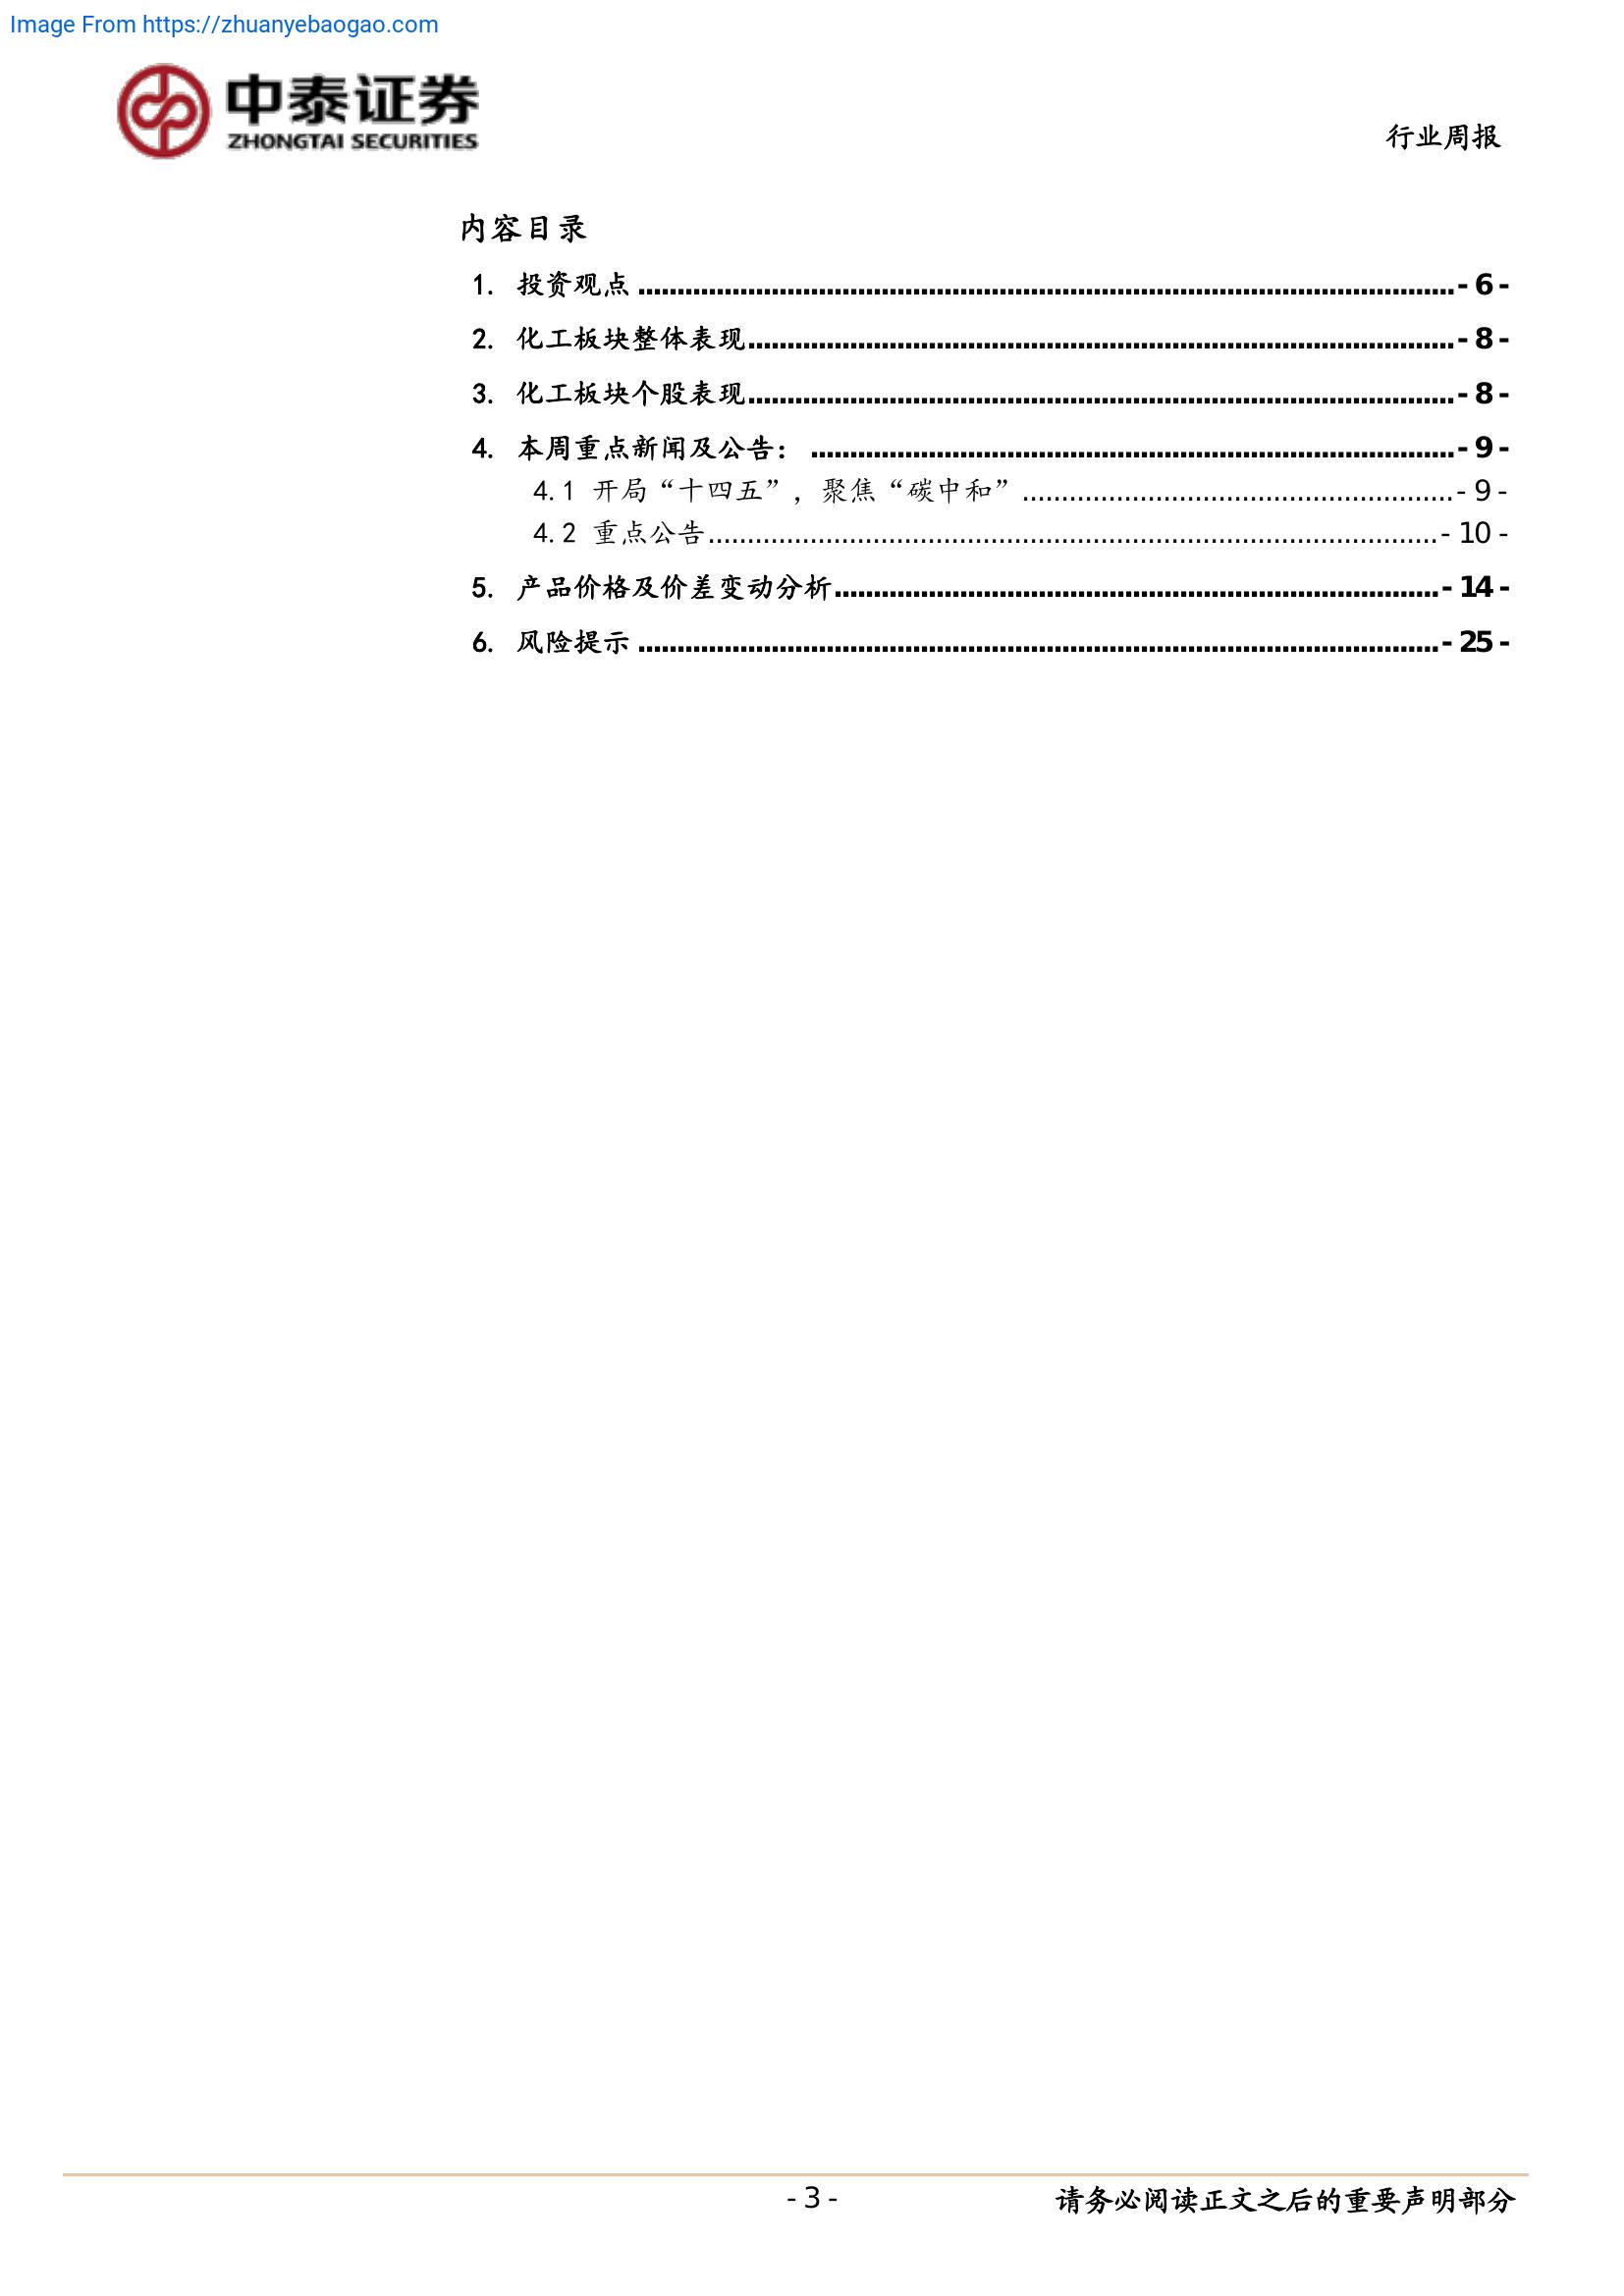 Image From https://zhuanyebaogao.com
中泰证券
ZHONGTAI SECURITIES
行业周报
内容目录
1. 投资观点 ........................................................................................................ - 6 -
2. 化工板块整体表现.......................................................................................... - 8 -
3. 化工板块个股表现.......................................................................................... - 8 -
4. 本周重点新闻及公告： .................................................................................. - 9 -
4.1 开局“十四五”，聚焦“碳中和” ....................................................... - 9 -
4.2 重点公告............................................................................................. - 10 -
5. 产品价格及价差变动分析............................................................................. - 14 -
6. 风险提示 ...................................................................................................... - 25 -
- 3 -
请务必阅读正文之后的重要声明部分